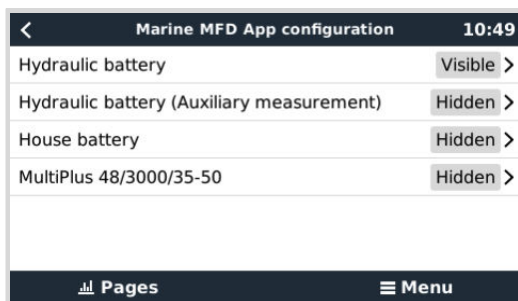 Marine MFD App configuration 10:49
Hydraulic battery Visible
Hydraulic battery (Auxiliary measurement) Hidden
House battery Hidden
MultiPlus 48/3000/35-50 Hidden
Pages Menu